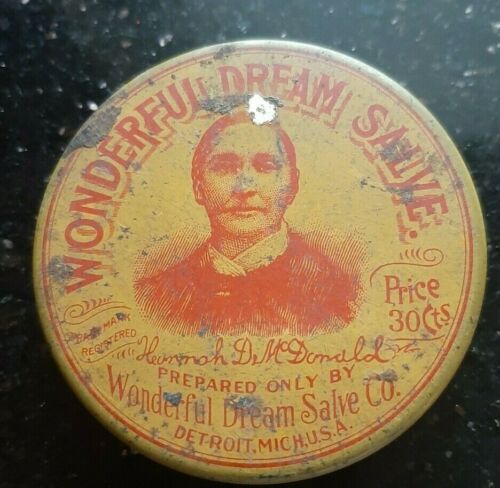 WONDERFUL DREAM SALVE.
Price
30 Cts
TRADE MARK
REGISTERED
Hannah D. McDonald
PREPARED ONLY BY
Wonderful Dream Salve Co.
DETROIT, MICH. U.S.A.